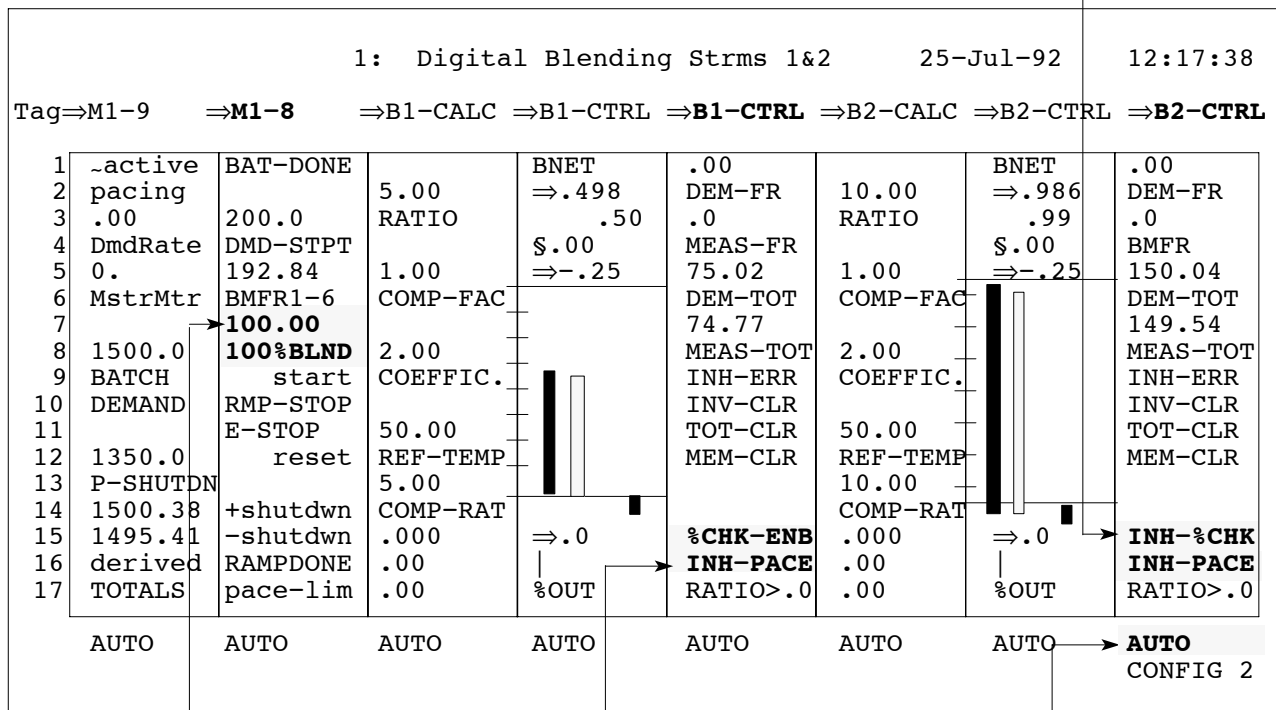 1: Digital Blending Strms 1&2 25-Jul-92 12:17:38
Tag⇒M1-9 ⇒M1-8 ⇒B1-CALC ⇒B1-CTRL ⇒B1-CTRL ⇒B2-CALC ⇒B2-CTRL ⇒B2-CTRL
1 ~active BAT-DONE BNET .00 BNET .00
2 pacing 5.00 ⇒.498 DEM-FR 10.00 ⇒.986 DEM-FR
3 .00 200.0 RATIO .50 .0 RATIO .99 .0
4 DmdRate DMD-STPT §.00 MEAS-FR §.00 BMFR
5 0. 192.84 1.00 ⇒-.25 75.02 1.00 ⇒-.25 150.04
6 MstrMtr BMFR1-6 COMP-FAC DEM-TOT COMP-FAC DEM-TOT
7 100.00 74.77 149.54
8 1500.0 100%BLND 2.00 MEAS-TOT 2.00 MEAS-TOT
9 BATCH start COEFFIC. INH-ERR COEFFIC. INH-ERR
10 DEMAND RMP-STOP INV-CLR INV-CLR
11 E-STOP 50.00 TOT-CLR 50.00 TOT-CLR
12 1350.0 reset REF-TEMP MEM-CLR REF-TEMP MEM-CLR
13 P-SHUTDN 5.00 10.00
14 1500.38 +shutdwn COMP-RAT COMP-RAT
15 1495.41 -shutdwn .000 ⇒.0 %CHK-ENB .000 ⇒.0 INH-%CHK
16 derived RAMPDONE .00 | INH-PACE .00 | INH-PACE
17 TOTALS pace-lim .00 %OUT RATIO>.0 .00 %OUT RATIO>.0
AUTO AUTO AUTO AUTO AUTO AUTO AUTO AUTO
CONFIG 2